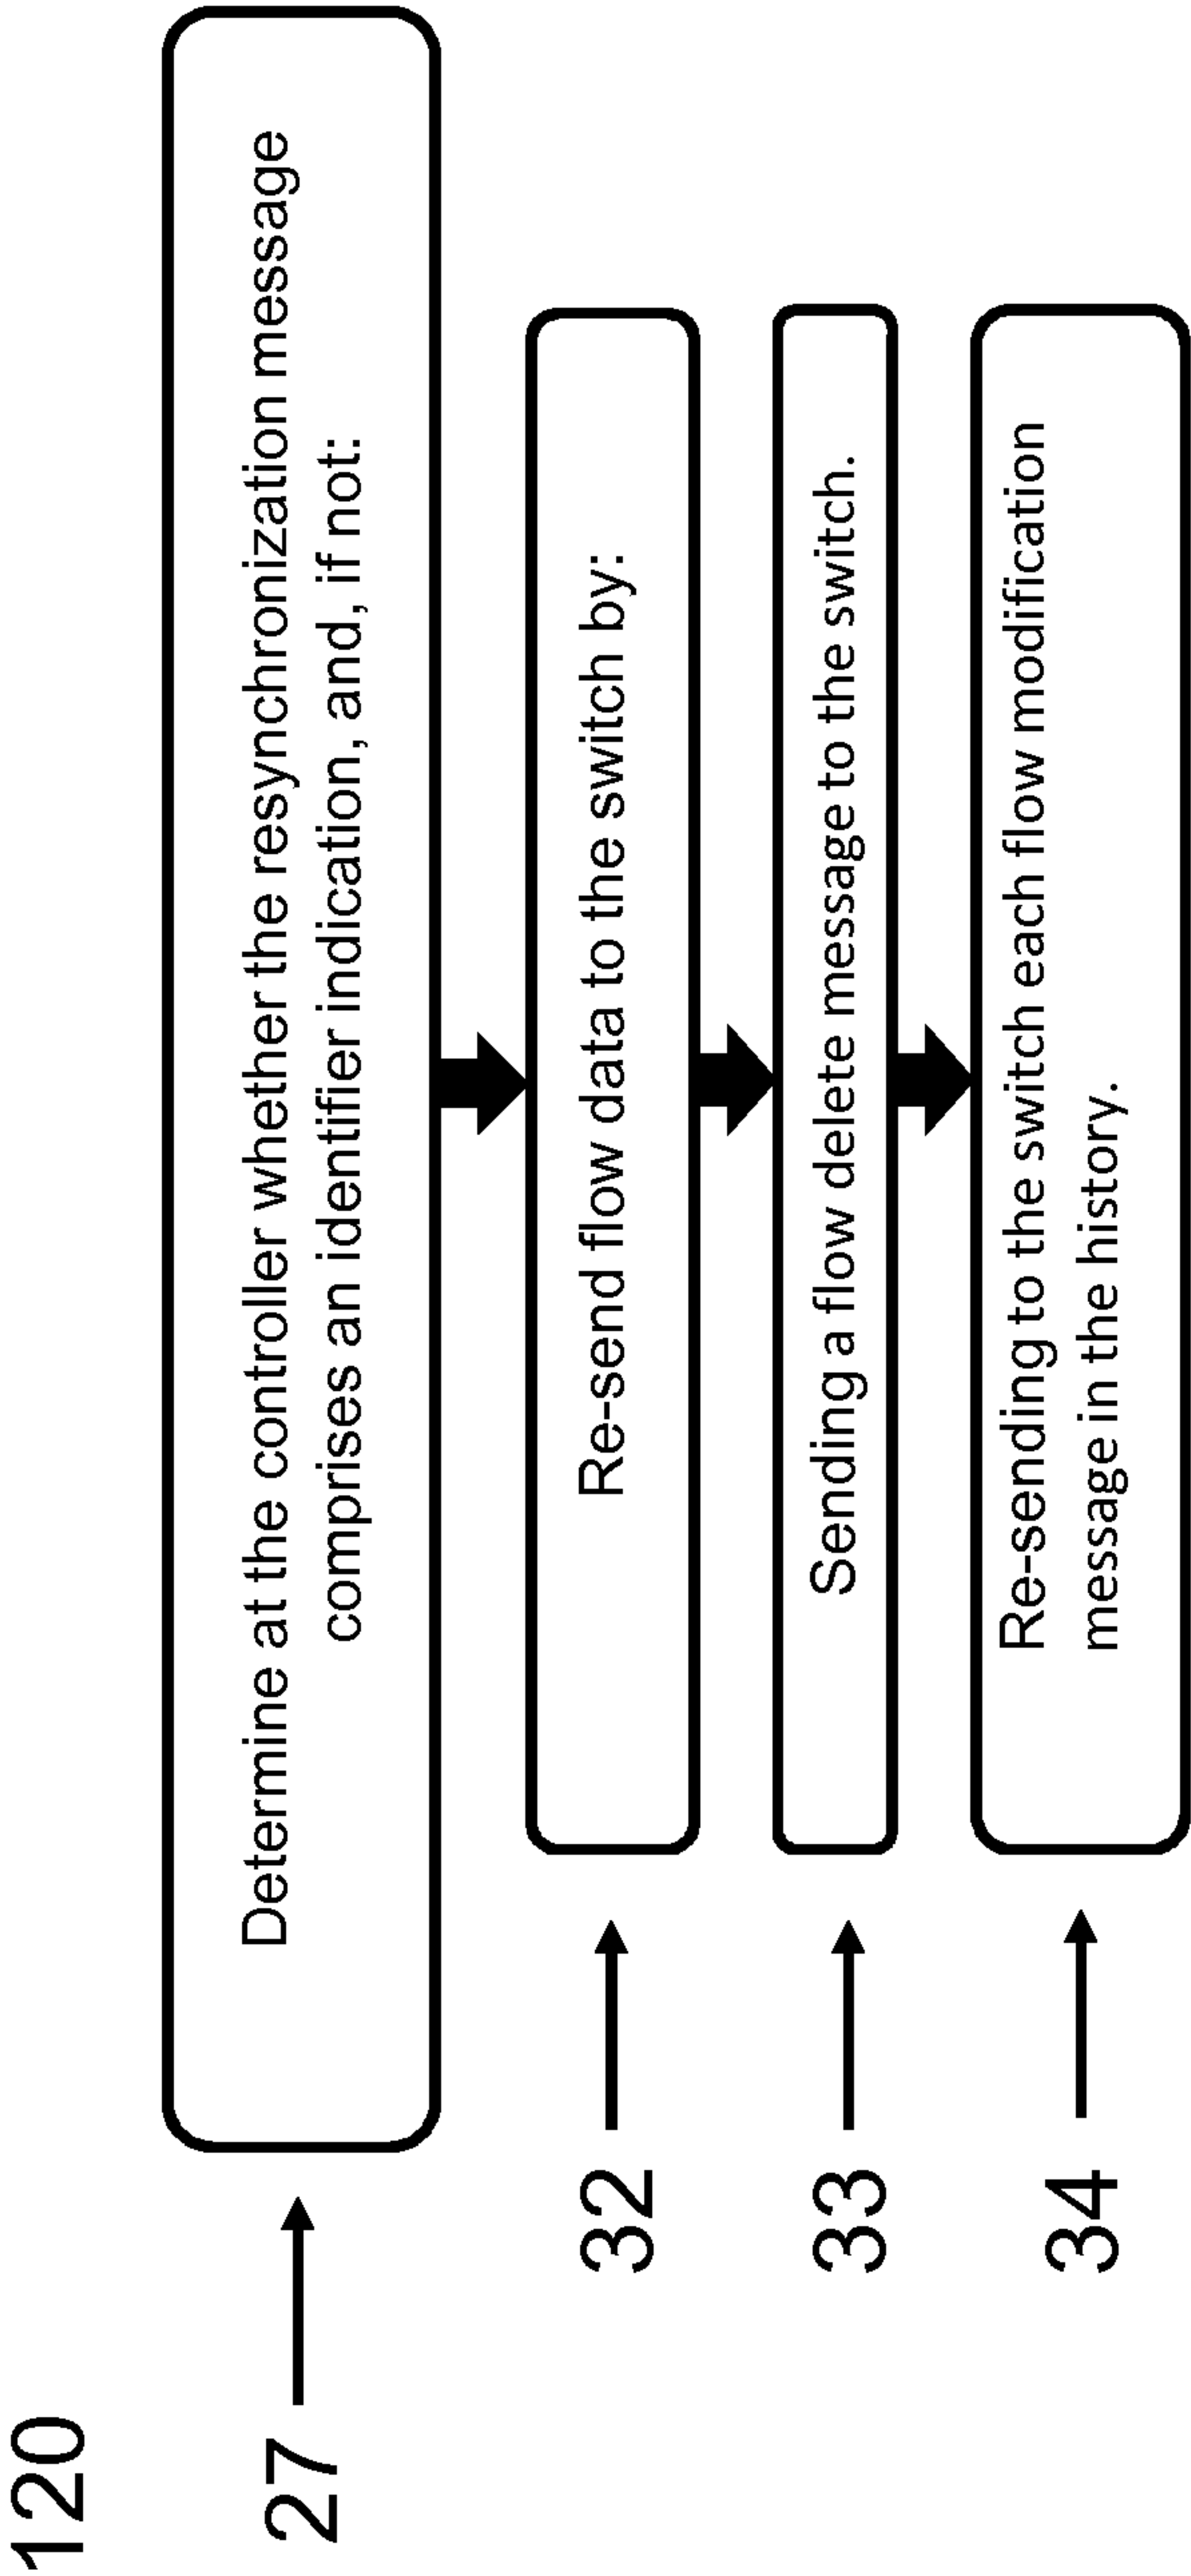 120
27
Determine at the controller whether the resynchronization message
comprises an identifier indication, and, if not:
32
Re-send flow data to the switch by:
33
Sending a flow delete message to the switch.
34
Re-sending to the switch each flow modification
message in the history.